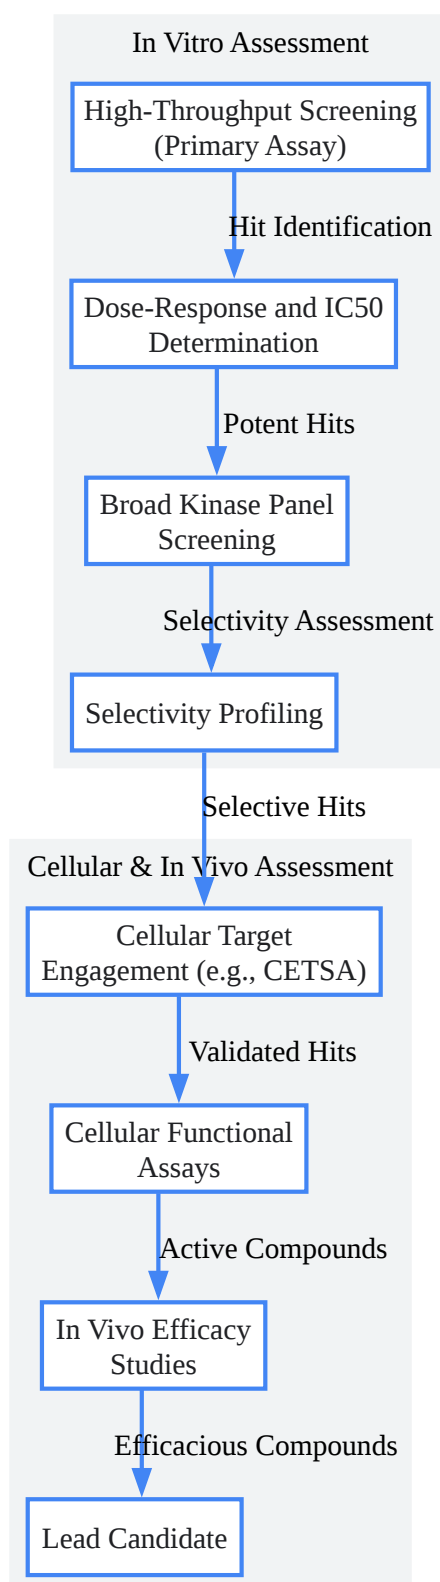 In Vitro Assessment
High-Throughput Screening
(Primary Assay)
Hit Identification
Dose-Response and IC50
Determination
Potent Hits
Broad Kinase Panel
Screening
Selectivity Assessment
Selectivity Profiling
Selective Hits
Cellular & In Vivo Assessment
Cellular Target
Engagement (e.g., CETSA)
Validated Hits
Cellular Functional
Assays
Active Compounds
In Vivo Efficacy
Studies
Efficacious Compounds
Lead Candidate